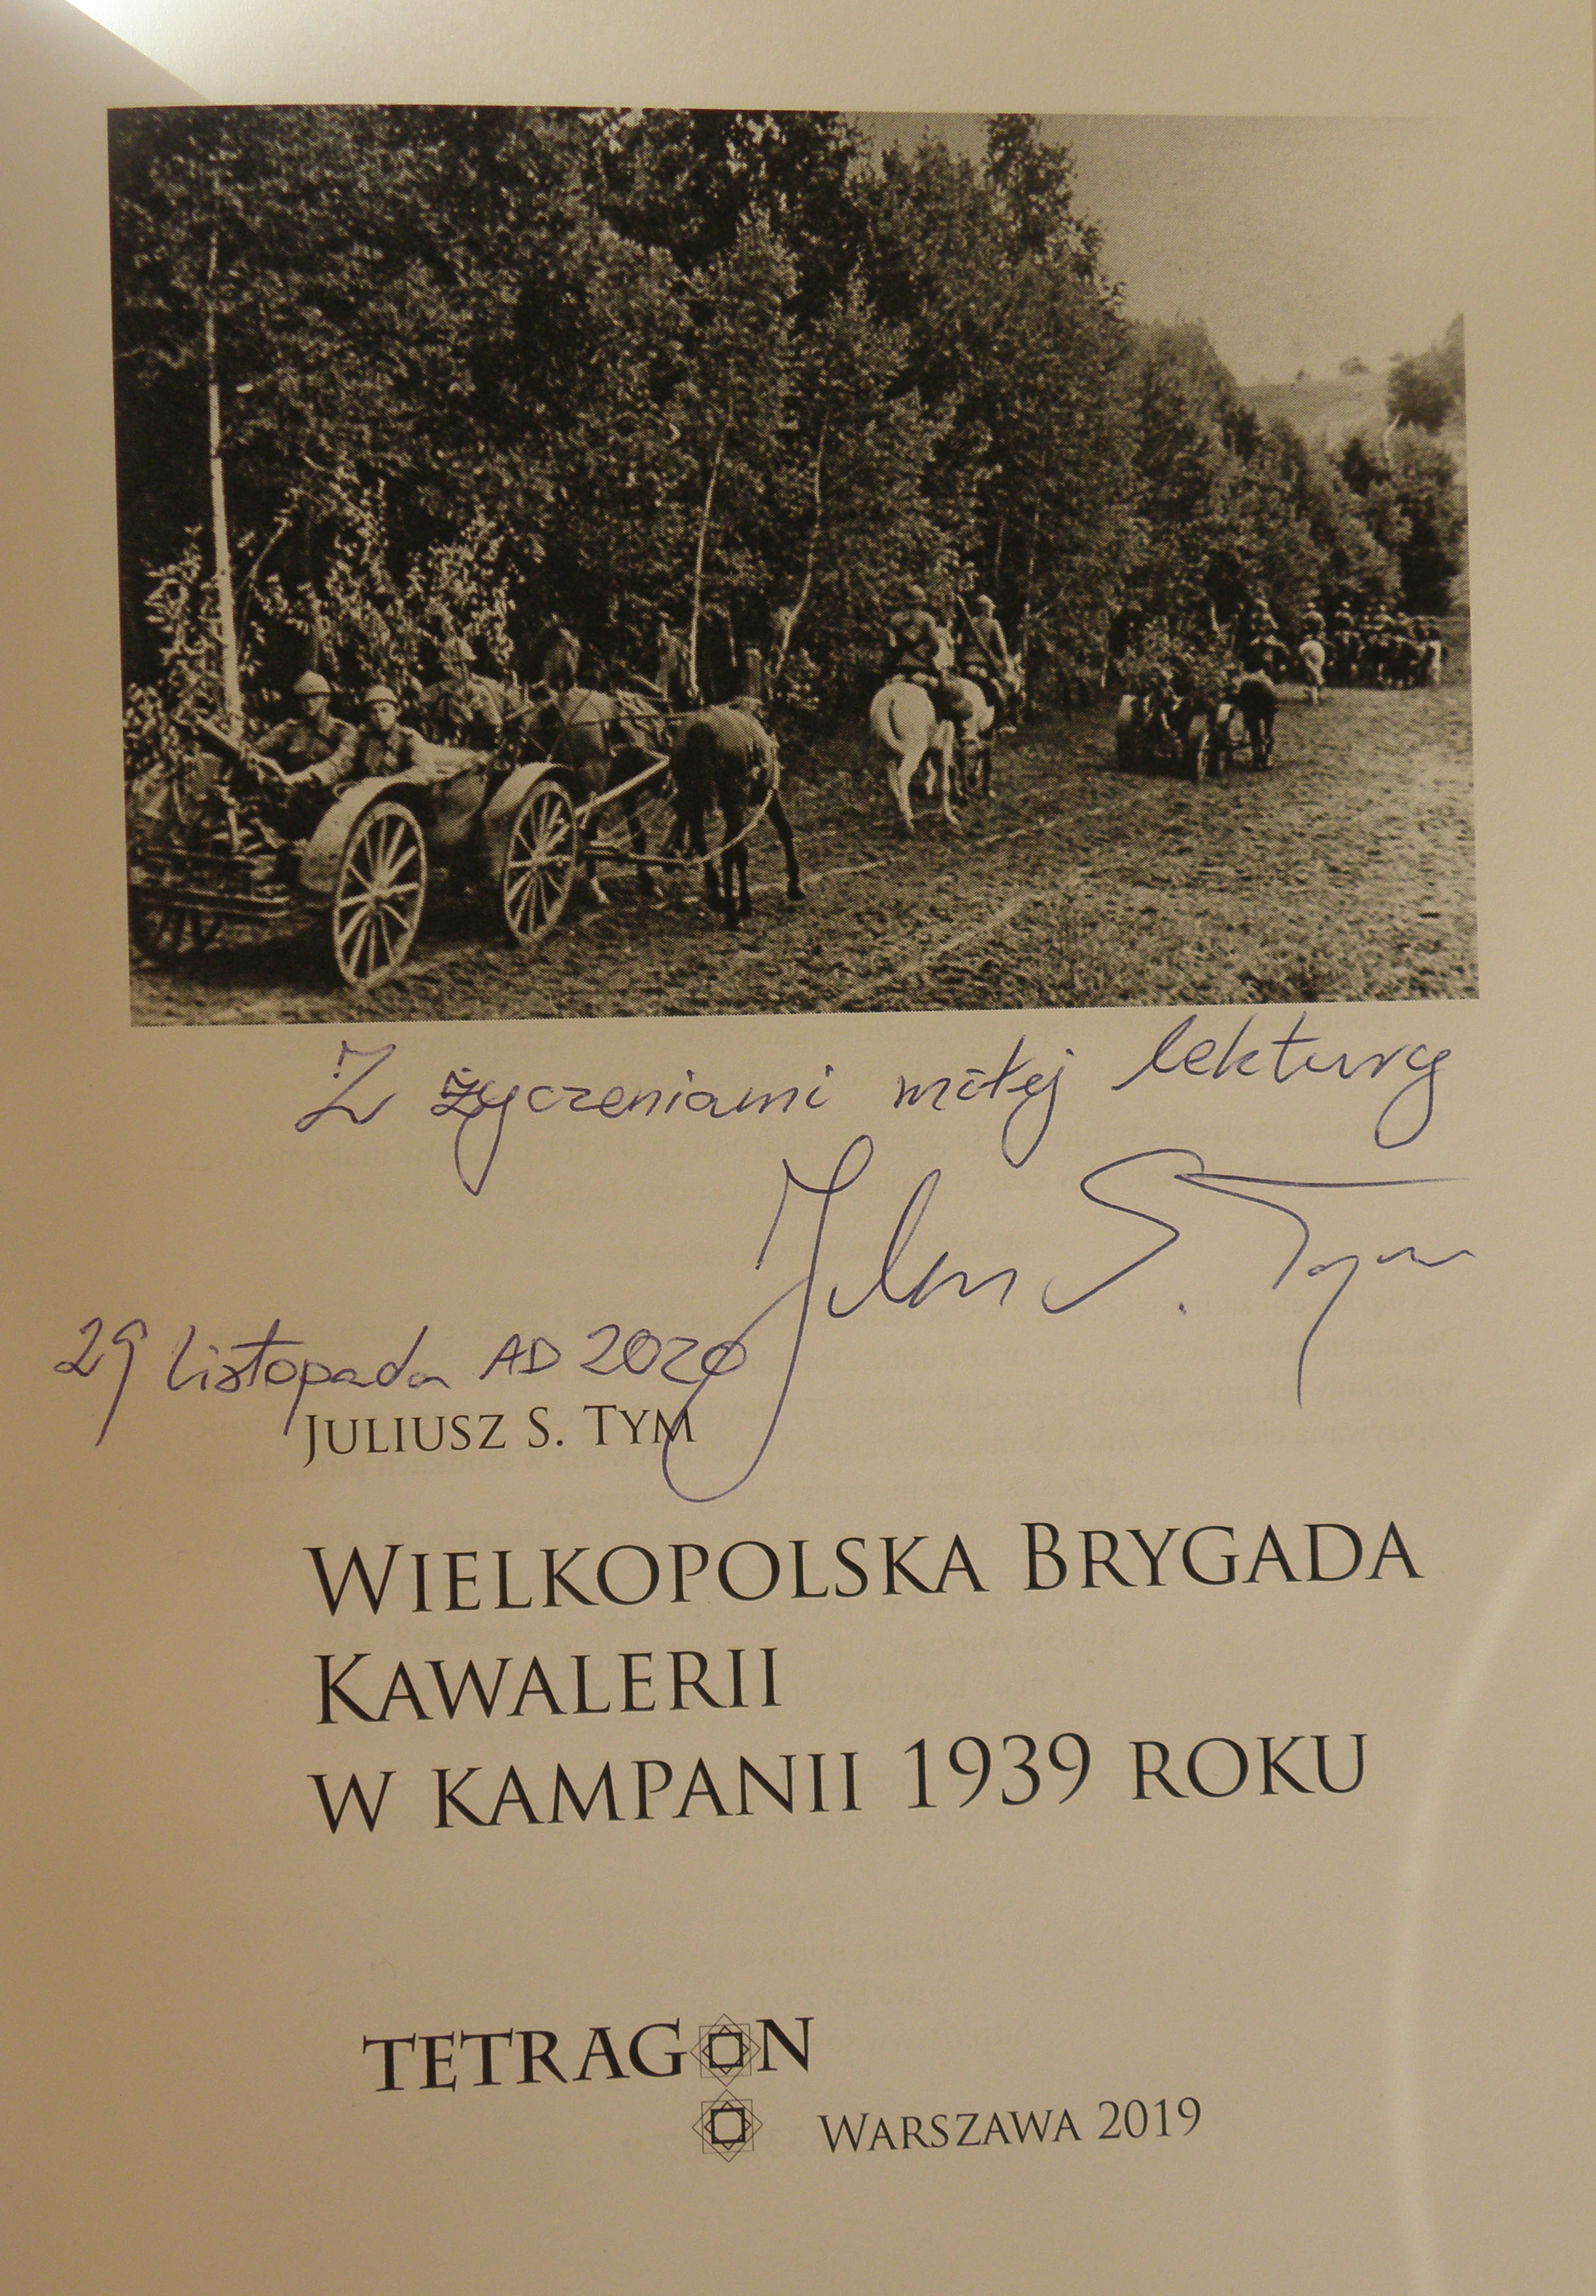 Z życzeniami miłej lektury
Juliusz S. Tym
29 listopada AD 2020
JULIUSZ S. TYM
WIELKOPOLSKA BRYGADA
KAWALERII
W KAMPANII 1939 ROKU
TETRAGON
WARSZAWA 2019